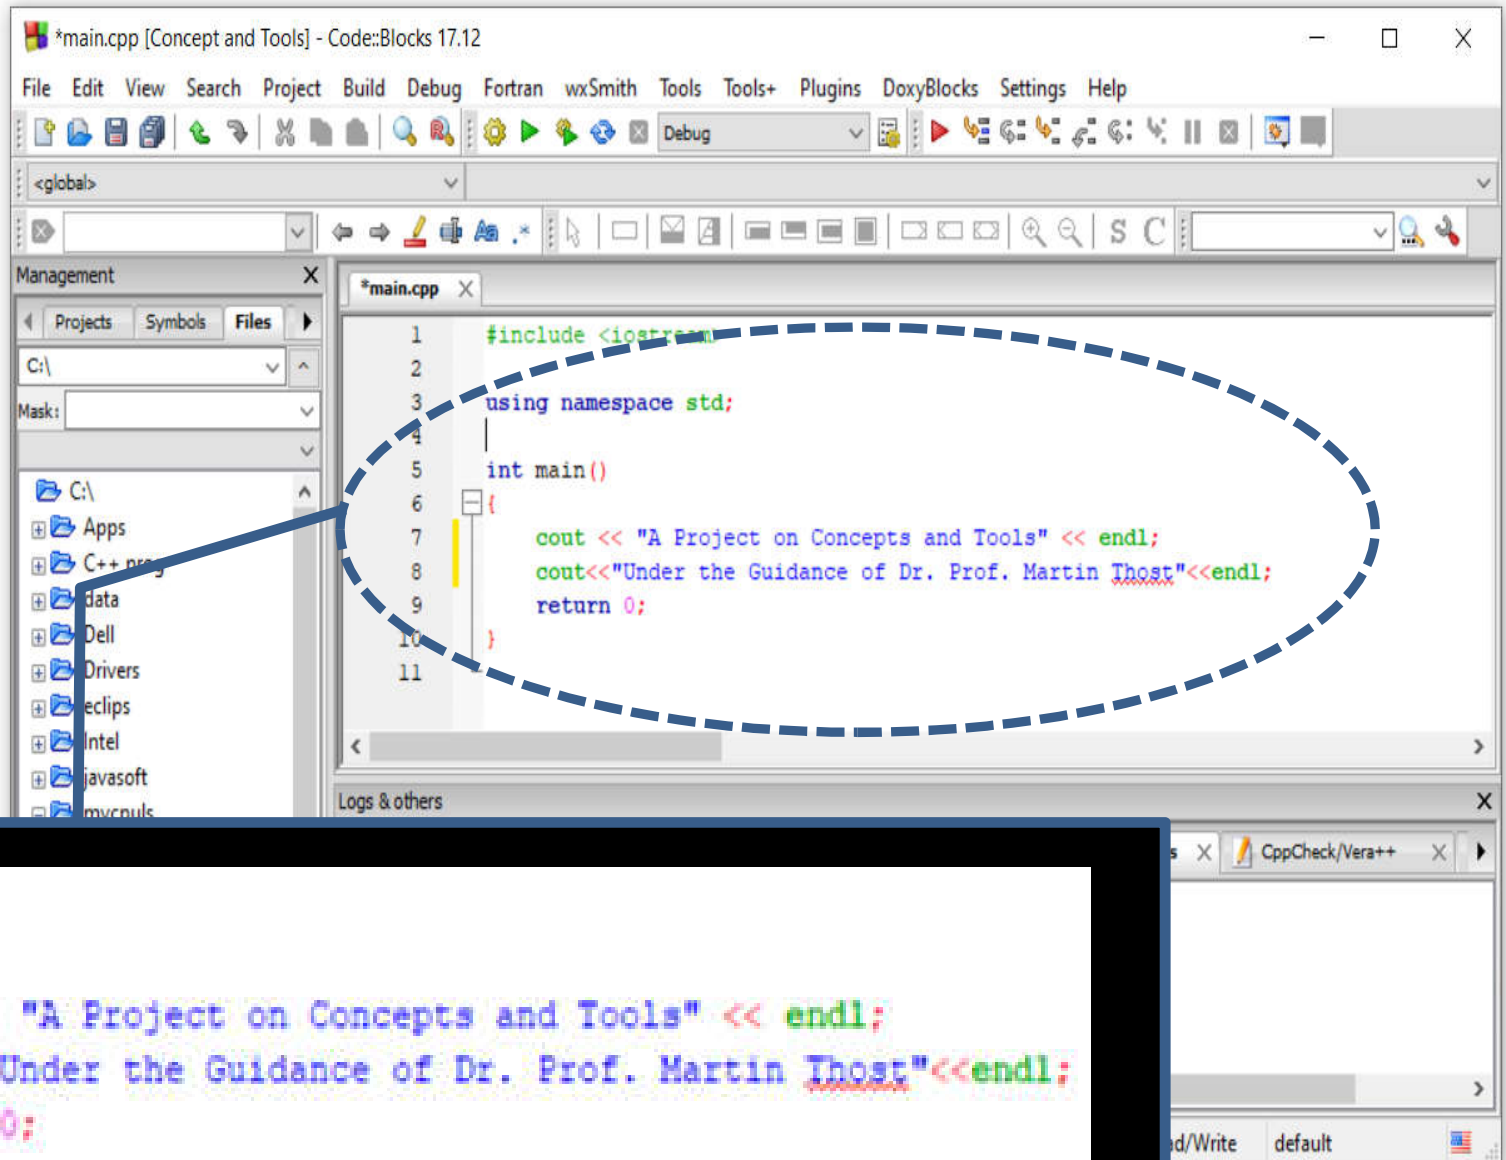 *main.cpp [Concept and Tools] - Code::Blocks 17.12
File Edit View Search Project Build Debug Fortran wxSmith Tools Tools+ Plugins DoxyBlocks Settings Help
Debug
<global>
S C
Management
*main.cpp
Projects Symbols Files
C:\
Mask:
C:\
Apps
C++ prog
data
Dell
Drivers
eclips
Intel
javasoft
mycpuls
1 #include <iostream>
2
3 using namespace std;
4
5 int main()
6 {
7 cout << "A Project on Concepts and Tools" << endl;
8 cout<<"Under the Guidance of Dr. Prof. Martin Thost"<<endl;
9 return 0;
10 }
11
Logs & others
s CppCheck/Vera++
"A Project on Concepts and Tools" << endl;
Under the Guidance of Dr. Prof. Martin Thost"<<endl;
0;
ad/Write default